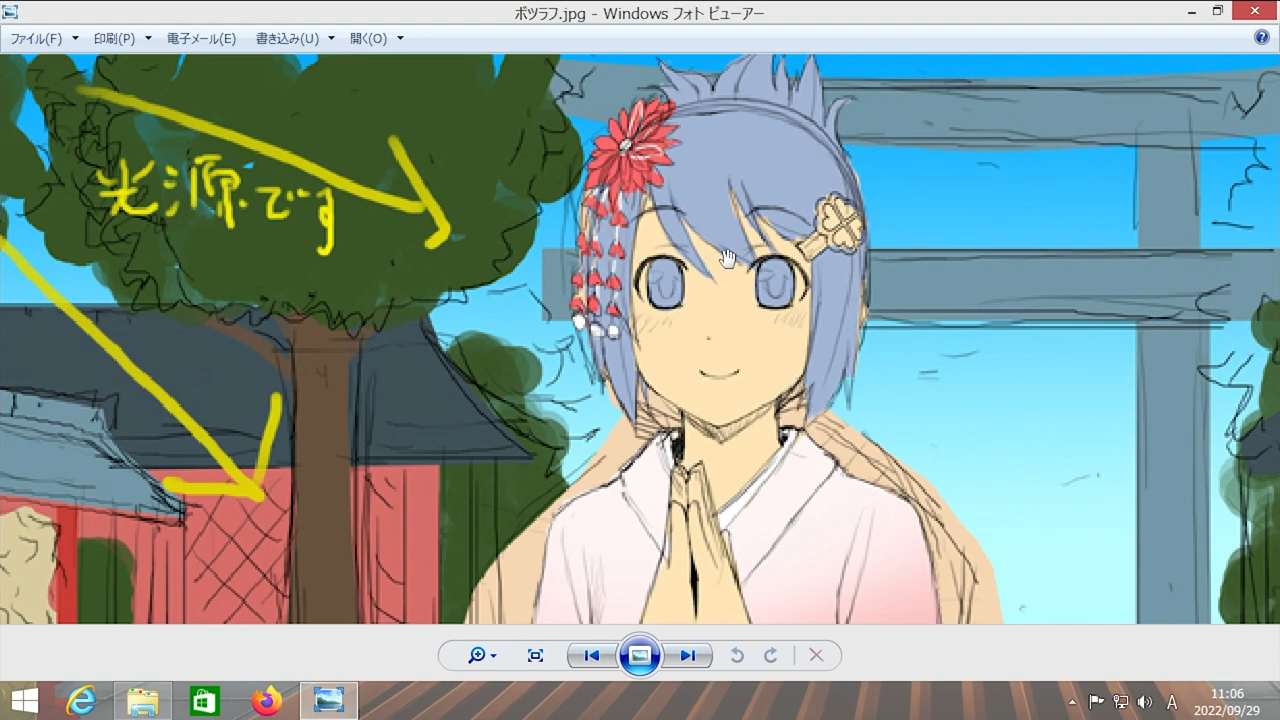 ボツラフ.jpg - Windows フォト ビューアー
ファイル(F) 印刷(P) 電子メール(E) 書き込み(U) 開く(O)
光源です
11:06
A
2022/09/29